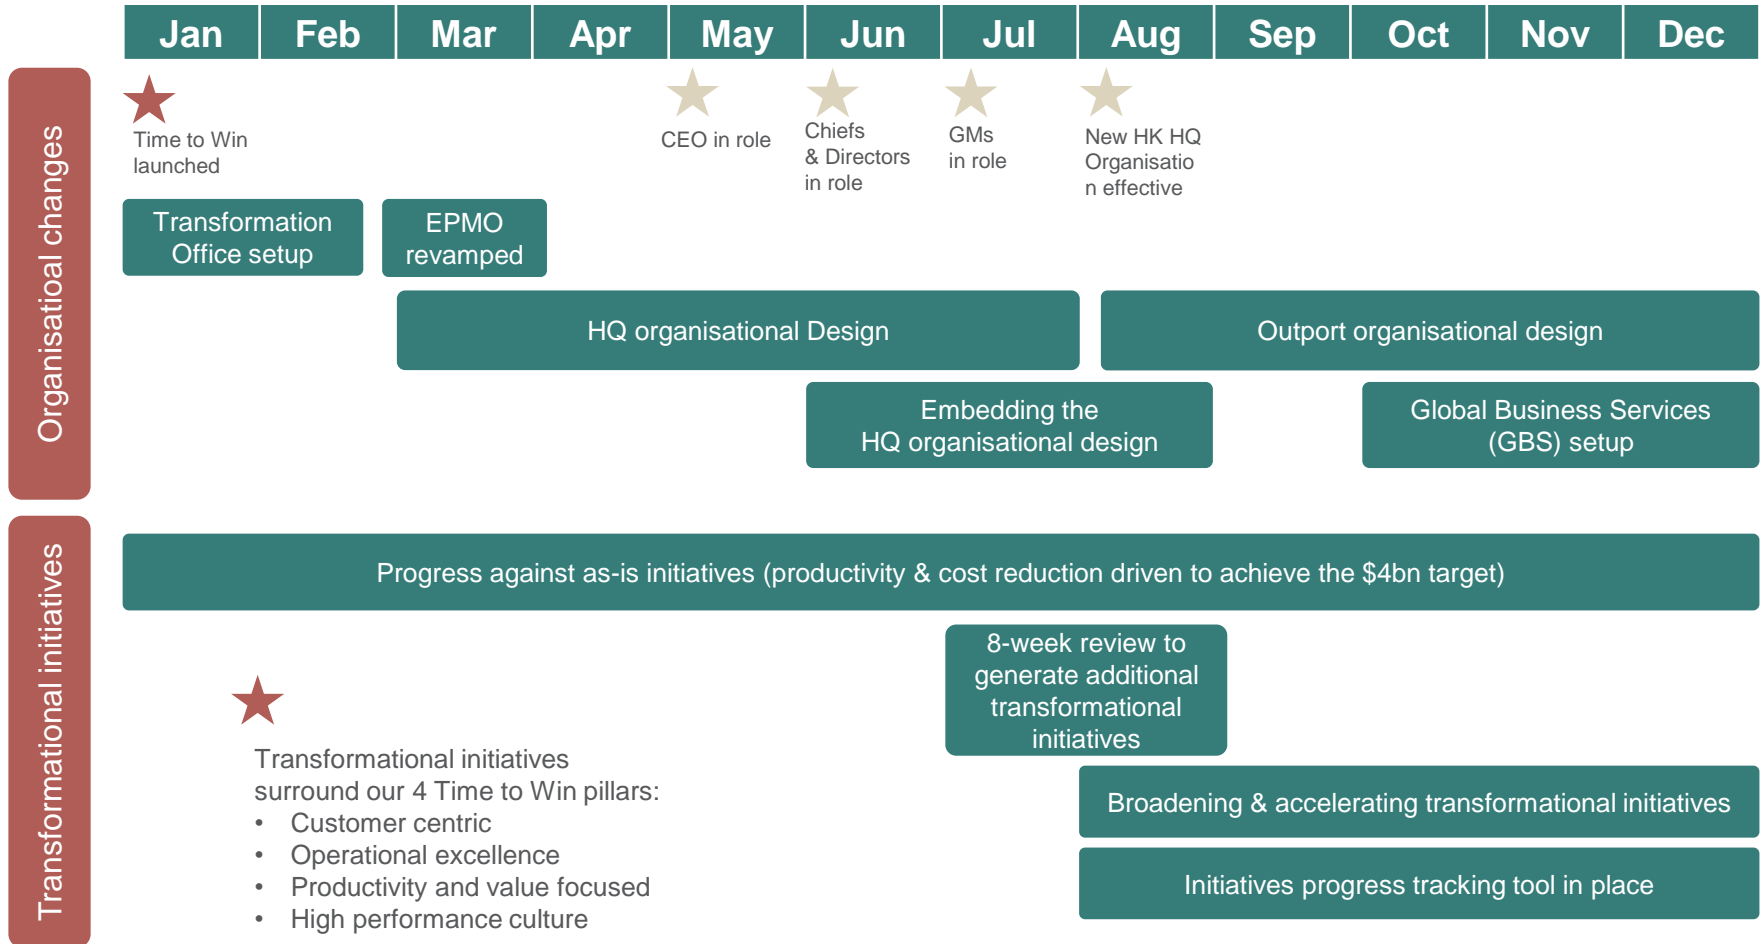 Jan Feb Mar Apr May Jun Jul Aug Sep Oct Nov Dec
Organisatioal changes
Time to Win
launched
CEO in role
Chiefs
& Directors
in role
GMs
in role
New HK HQ
Organisatio
n effective
Transformation
Office setup
EPMO
revamped
HQ organisational Design
Outport organisational design
Embedding the
HQ organisational design
Global Business Services
(GBS) setup
Transformational initiatives
Progress against as-is initiatives (productivity & cost reduction driven to achieve the $4bn target)
8-week review to
generate additional
transformational
initiatives
Transformational initiatives
surround our 4 Time to Win pillars:
• Customer centric
• Operational excellence
• Productivity and value focused
• High performance culture
Broadening & accelerating transformational initiatives
Initiatives progress tracking tool in place